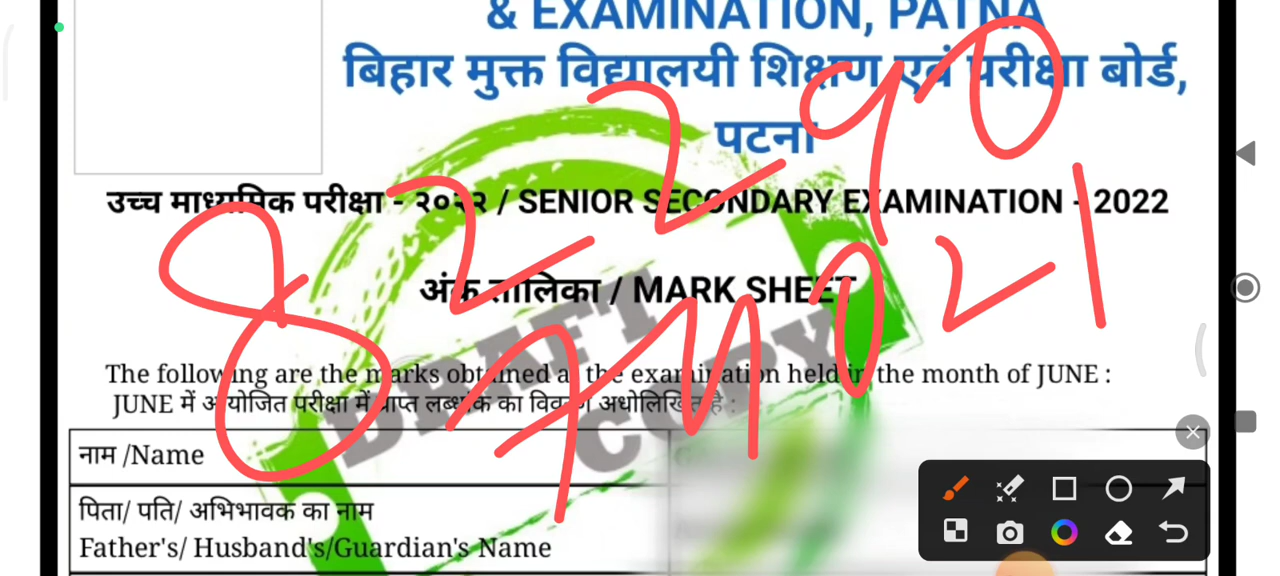 & EXAMINATION, PATNA
बिहार मुक्त विद्यालयी शिक्षण एवं परीक्षा बोर्ड,
पटना
उच्च माध्यमिक परीक्षा - २०२२ / SENIOR SECONDARY EXAMINATION - 2022
अंक तालिका / MARK SHEET
DRAFT
COPY
The following are the marks obtained at the examination held in the month of JUNE :
JUNE में आयोजित परीक्षा में प्राप्त लब्धांक का विवरण अधोलिखित है :
नाम /Name
पिता/ पति/ अभिभावक का नाम
Father's/ Husband's/Guardian's Name